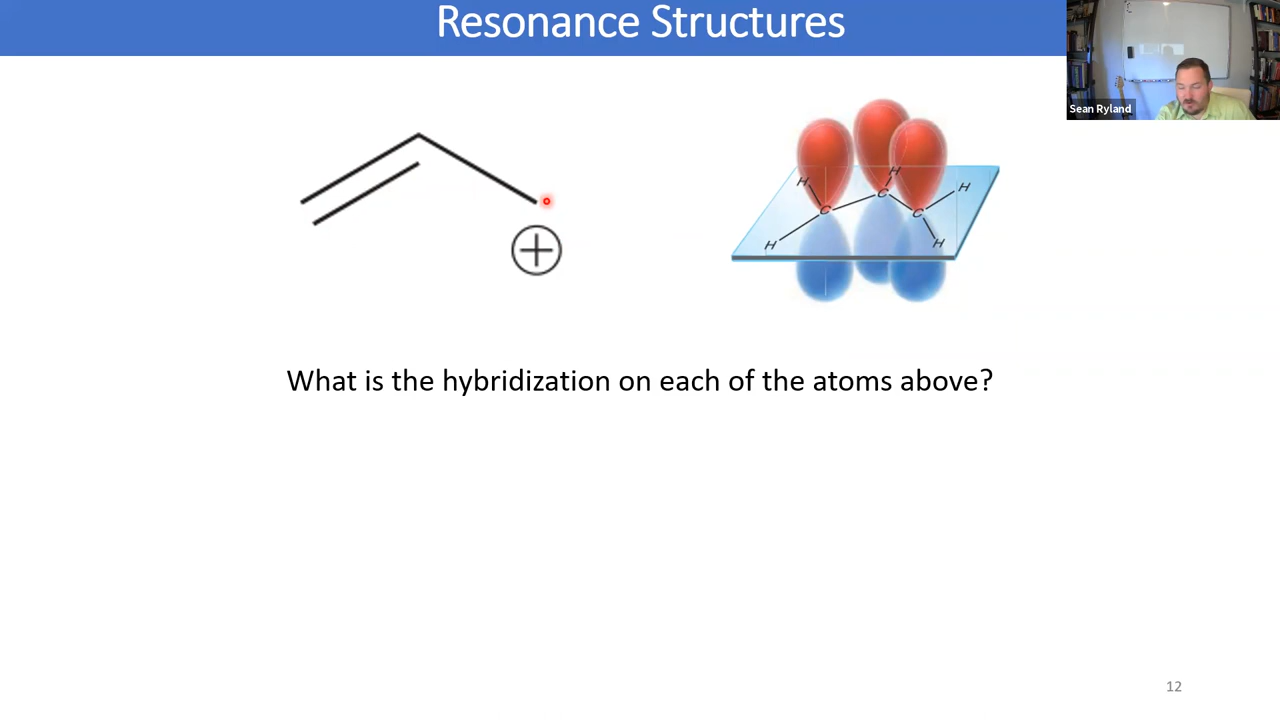 Resonance Structures
Sean Ryland
H
H
H
C
C
C
H
H
+
What is the hybridization on each of the atoms above?
12